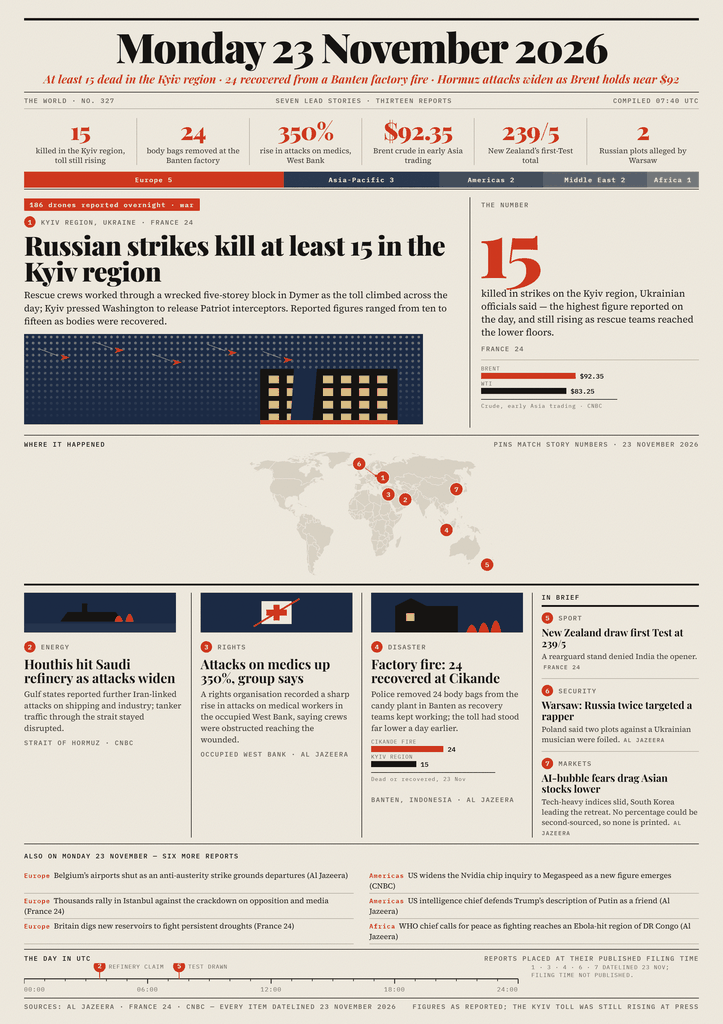 Monday 23 November 2026
At least 15 dead in the Kyiv region · 24 recovered from a Banten factory fire · Hormuz attacks widen as Brent holds near $92
THE WORLD · NO. 327
SEVEN LEAD STORIES · THIRTEEN REPORTS
COMPILED 07:40 UTC
15
killed in the Kyiv region,
toll still rising
24
body bags removed at the
Banten factory
350%
rise in attacks on medics,
West Bank
$92.35
Brent crude in early Asia
trading
239/5
New Zealand's first-Test
total
2
Russian plots alleged by
Warsaw
Europe 5
Asia-Pacific 3
Americas 2
Middle East 2
Africa 1
186 drones reported overnight · war
1 KYIV REGION, UKRAINE · FRANCE 24
Russian strikes kill at least 15 in the
Kyiv region
Rescue crews worked through a wrecked five-storey block in Dymer as the toll climbed across the
day; Kyiv pressed Washington to release Patriot interceptors. Reported figures ranged from ten to
fifteen as bodies were recovered.
THE NUMBER
15
killed in strikes on the Kyiv region, Ukrainian
officials said — the highest figure reported on
the day, and still rising as rescue teams reached
the lower floors.
FRANCE 24
BRENT
$92.35
WTI
$83.25
Crude, early Asia trading · CNBC
WHERE IT HAPPENED
PINS MATCH STORY NUMBERS · 23 NOVEMBER 2026
6
1
3
2
7
4
5
2 ENERGY
Houthis hit Saudi
refinery as attacks widen
Gulf states reported further Iran-linked
attacks on shipping and industry; tanker
traffic through the strait stayed
disrupted.
STRAIT OF HORMUZ · CNBC
3 RIGHTS
Attacks on medics up
350%, group says
A rights organisation recorded a sharp
rise in attacks on medical workers in
the occupied West Bank, saying crews
were obstructed reaching the
wounded.
OCCUPIED WEST BANK · AL JAZEERA
4 DISASTER
Factory fire: 24
recovered at Cikande
Police removed 24 body bags from the
candy plant in Banten as recovery
teams kept working; the toll had stood
far lower a day earlier.
CIKANDE FIRE
24
KYIV REGION
15
Dead or recovered, 23 Nov
BANTEN, INDONESIA · AL JAZEERA
IN BRIEF
5 SPORT
New Zealand draw first Test at
239/5
A rearguard stand denied India the opener.
FRANCE 24
6 SECURITY
Warsaw: Russia twice targeted a
rapper
Poland said two plots against a Ukrainian
musician were foiled. AL JAZEERA
7 MARKETS
AI-bubble fears drag Asian
stocks lower
Tech-heavy indices slid, South Korea
leading the retreat. No percentage could be
second-sourced, so none is printed. AL
JAZEERA
ALSO ON MONDAY 23 NOVEMBER — SIX MORE REPORTS
Europe Belgium's airports shut as an anti-austerity strike grounds departures (Al Jazeera)
Europe Thousands rally in Istanbul against the crackdown on opposition and media
(France 24)
Europe Britain digs new reservoirs to fight persistent droughts (France 24)
Americas US widens the Nvidia chip inquiry to Megaspeed as a new figure emerges
(CNBC)
Americas US intelligence chief defends Trump's description of Putin as a friend (Al
Jazeera)
Africa WHO chief calls for peace as fighting reaches an Ebola-hit region of DR Congo (Al
Jazeera)
THE DAY IN UTC
REPORTS PLACED AT THEIR PUBLISHED FILING TIME
2 REFINERY CLAIM
5 TEST DRAWN
1 · 3 · 4 · 6 · 7 DATELINED 23 NOV;
FILING TIME NOT PUBLISHED.
00:00
06:00
12:00
18:00
24:00
SOURCES: AL JAZEERA · FRANCE 24 · CNBC — EVERY ITEM DATELINED 23 NOVEMBER 2026
FIGURES AS REPORTED; THE KYIV TOLL WAS STILL RISING AT PRESS